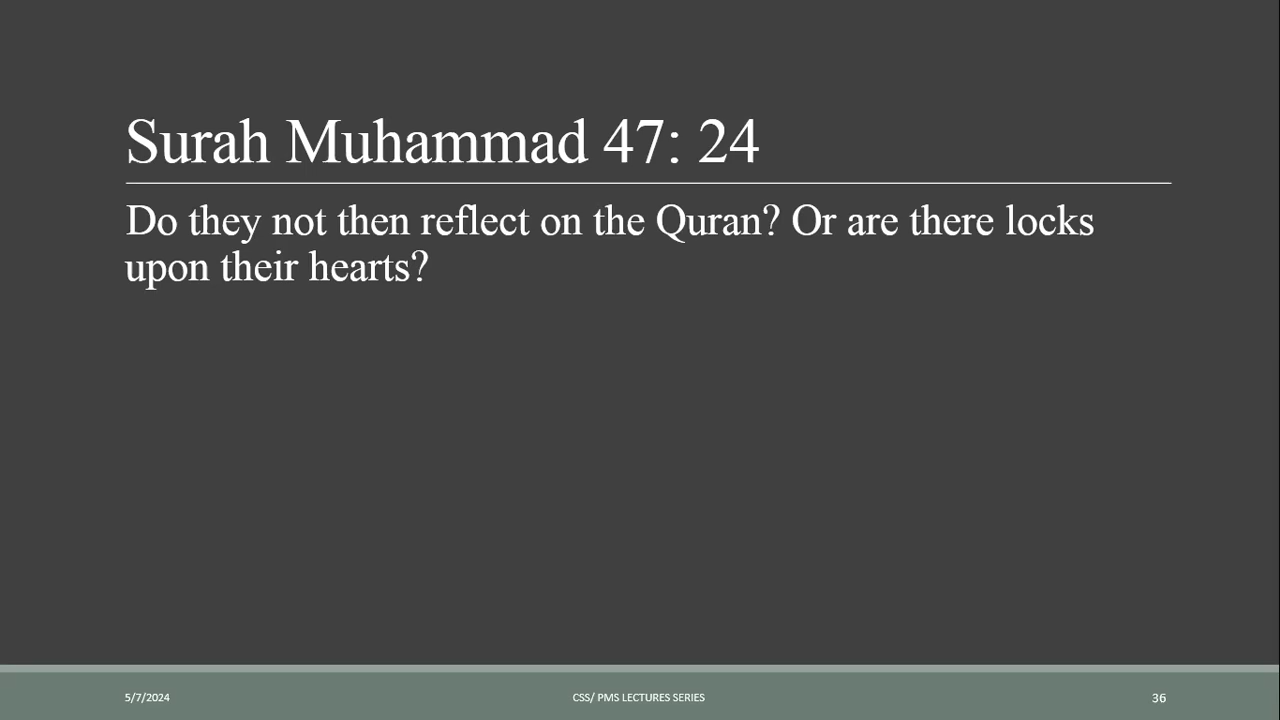 Surah Muhammad 47: 24
Do they not then reflect on the Quran? Or are there locks
upon their hearts?
5/7/2024
CSS/ PMS LECTURES SERIES
36